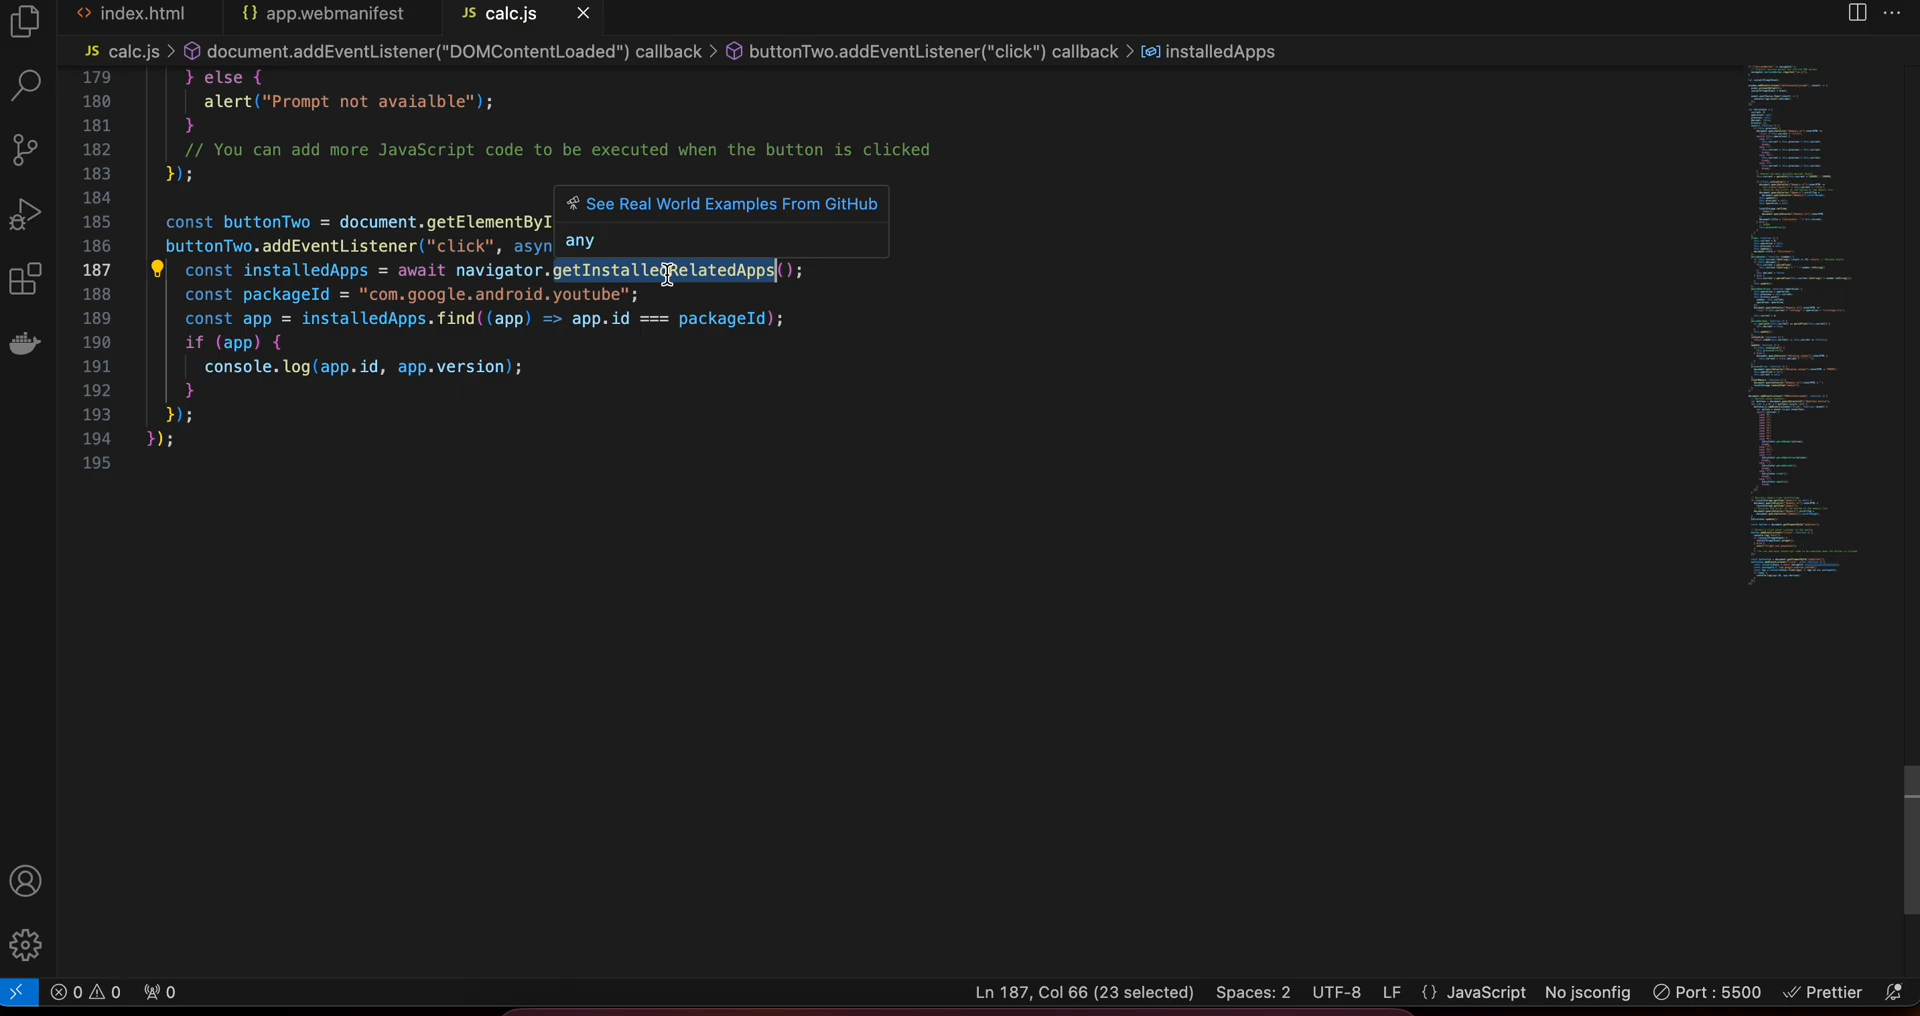 <> index.html {} app.webmanifest JS calc.js
JS calc.js > document.addEventListener("DOMContentLoaded") callback > buttonTwo.addEventListener("click") callback > installedApps
179 } else {
180 alert("Prompt not avaialble");
181 }
182 // You can add more JavaScript code to be executed when the button is clicked
183 });
184
See Real World Examples From GitHub
185 const buttonTwo = document.getElementByI
any
186 buttonTwo.addEventListener("click", asyn
187 const installedApps = await navigator.getInstalledRelatedApps();
188 const packageId = "com.google.android.youtube";
189 const app = installedApps.find((app) => app.id === packageId);
190 if (app) {
191 console.log(app.id, app.version);
192 }
193 });
194 });
195
0 0 0 Ln 187, Col 66 (23 selected) Spaces: 2 UTF-8 LF {} JavaScript No jsconfig Port : 5500 Prettier